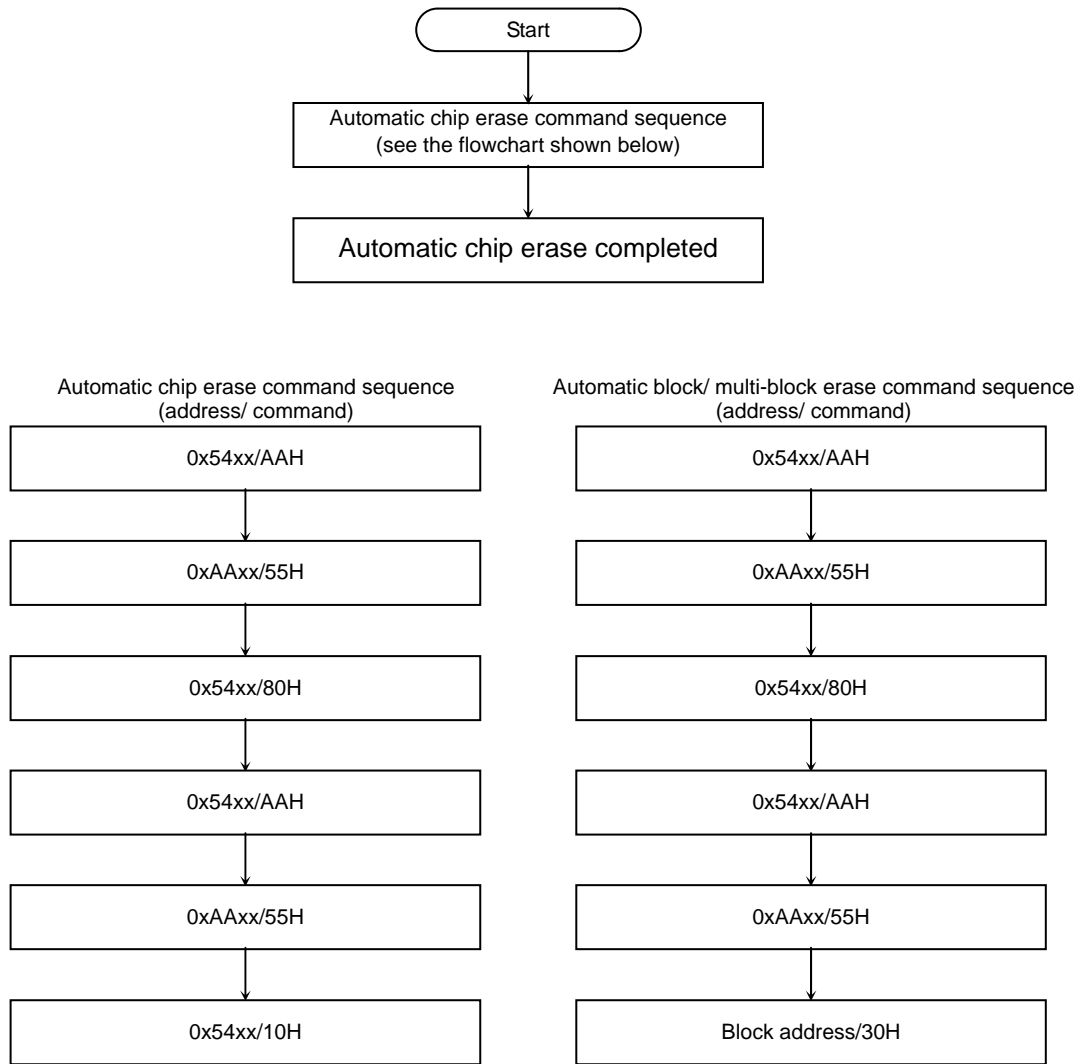 Start
Automatic chip erase command sequence
(see the flowchart shown below)
Automatic chip erase completed
Automatic chip erase command sequence
(address/ command)
0x54xx/AAH
0xAAxx/55H
0x54xx/80H
0x54xx/AAH
0xAAxx/55H
0x54xx/10H
Automatic block/ multi-block erase command sequence
(address/ command)
0x54xx/AAH
0xAAxx/55H
0x54xx/80H
0x54xx/AAH
0xAAxx/55H
Block address/30H